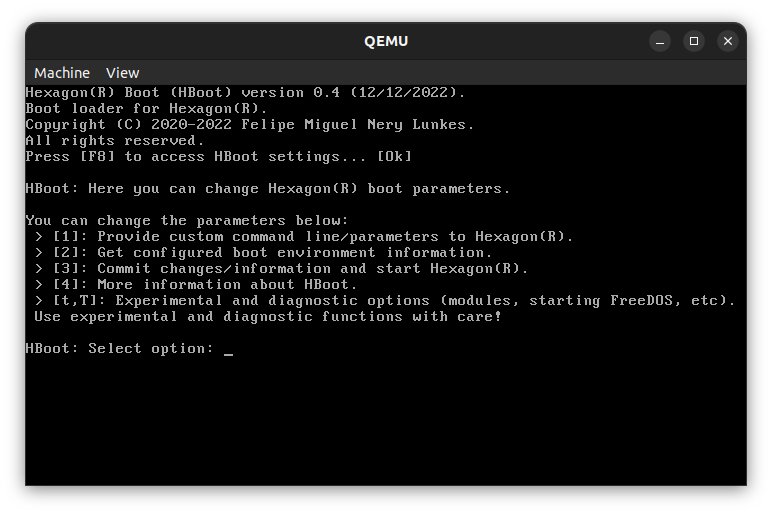 QEMU
Machine View
Hexagon(R) Boot (HBoot) version 0.4 (12/12/2022).
Boot loader for Hexagon(R).
Copyright (C) 2020-2022 Felipe Miguel Nery Lunkes.
All rights reserved.
Press [F8] to access HBoot settings... [Ok]
HBoot: Here you can change Hexagon(R) boot parameters.
You can change the parameters below:
> [1]: Provide custom command line/parameters to Hexagon(R).
> [2]: Get configured boot environment information.
> [3]: Commit changes/information and start Hexagon(R).
> [4]: More information about HBoot.
> [t,T]: Experimental and diagnostic options (modules, starting FreeDOS, etc).
Use experimental and diagnostic functions with care!
HBoot: Select option: _